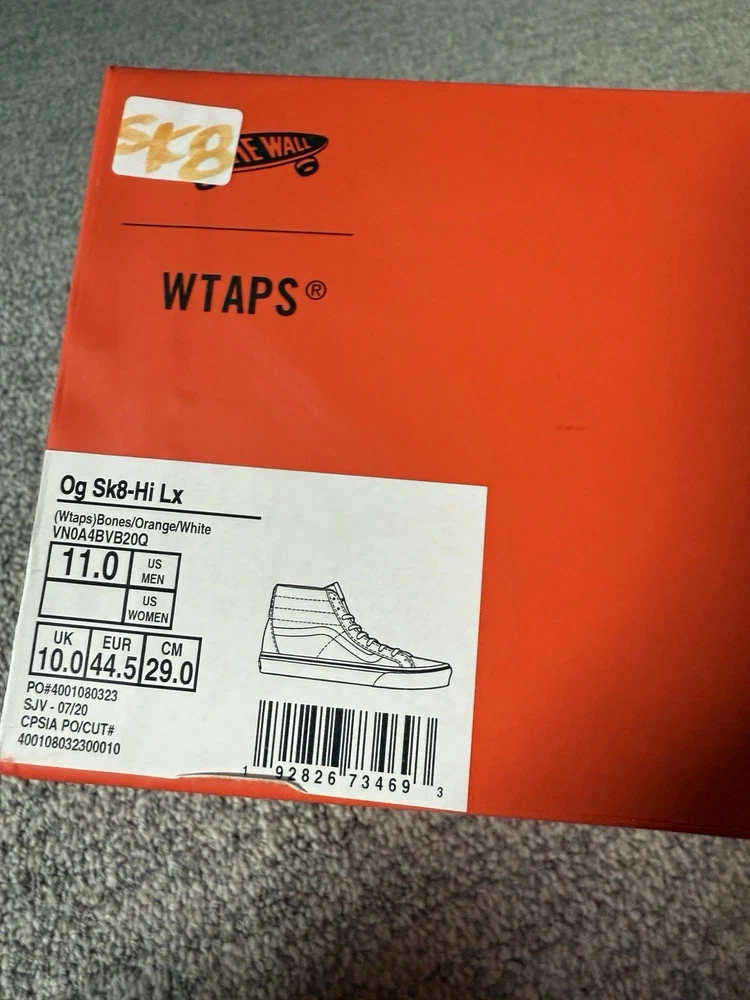 SK8
THE WALL
WTAPS®
Og Sk8-Hi Lx
(Wtaps)Bones/Orange/White
VN0A4BVB20Q
11.0 US MEN
US WOMEN
UK EUR CM
10.0 44.5 29.0
PO#4001080323
SJV - 07/20
CPSIA PO/CUT#
400108032300010
1 92826 73469 3